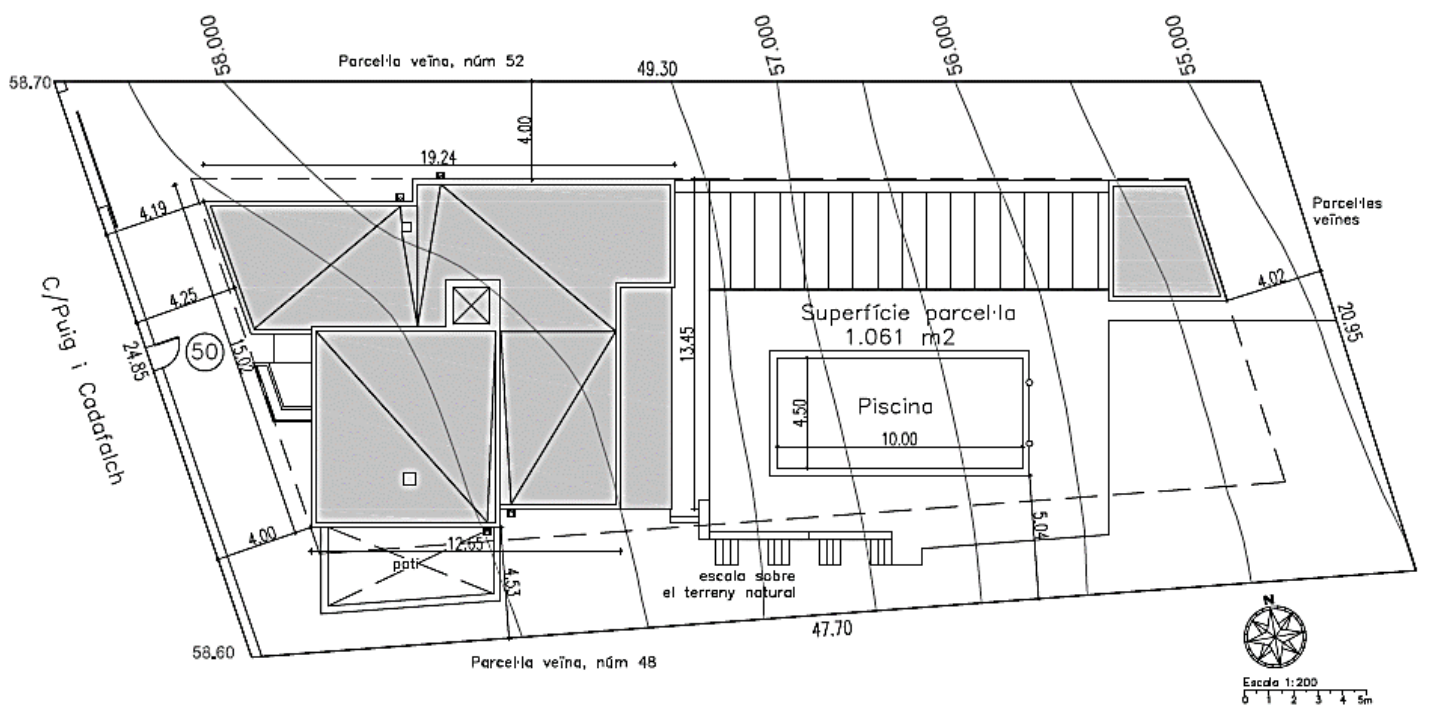 58.000
57.000
56.000
55.000
Parcel·la veïna, núm 52
49.30
58.70
4.00
19.24
4.19
Parcel·les
veïnes
4.02
C/Puig i Cadafalch
4.25
50
15.02
24.85
13.45
Superfície parcel·la
1.061 m2
20.95
Piscina
4.50
10.00
4.00
12.65
pati
4.53
5.04
escala sobre
el terreny natural
47.70
58.60
Parcel·la veïna, núm 48
N
Escala 1:200
0 1 2 3 4 5m